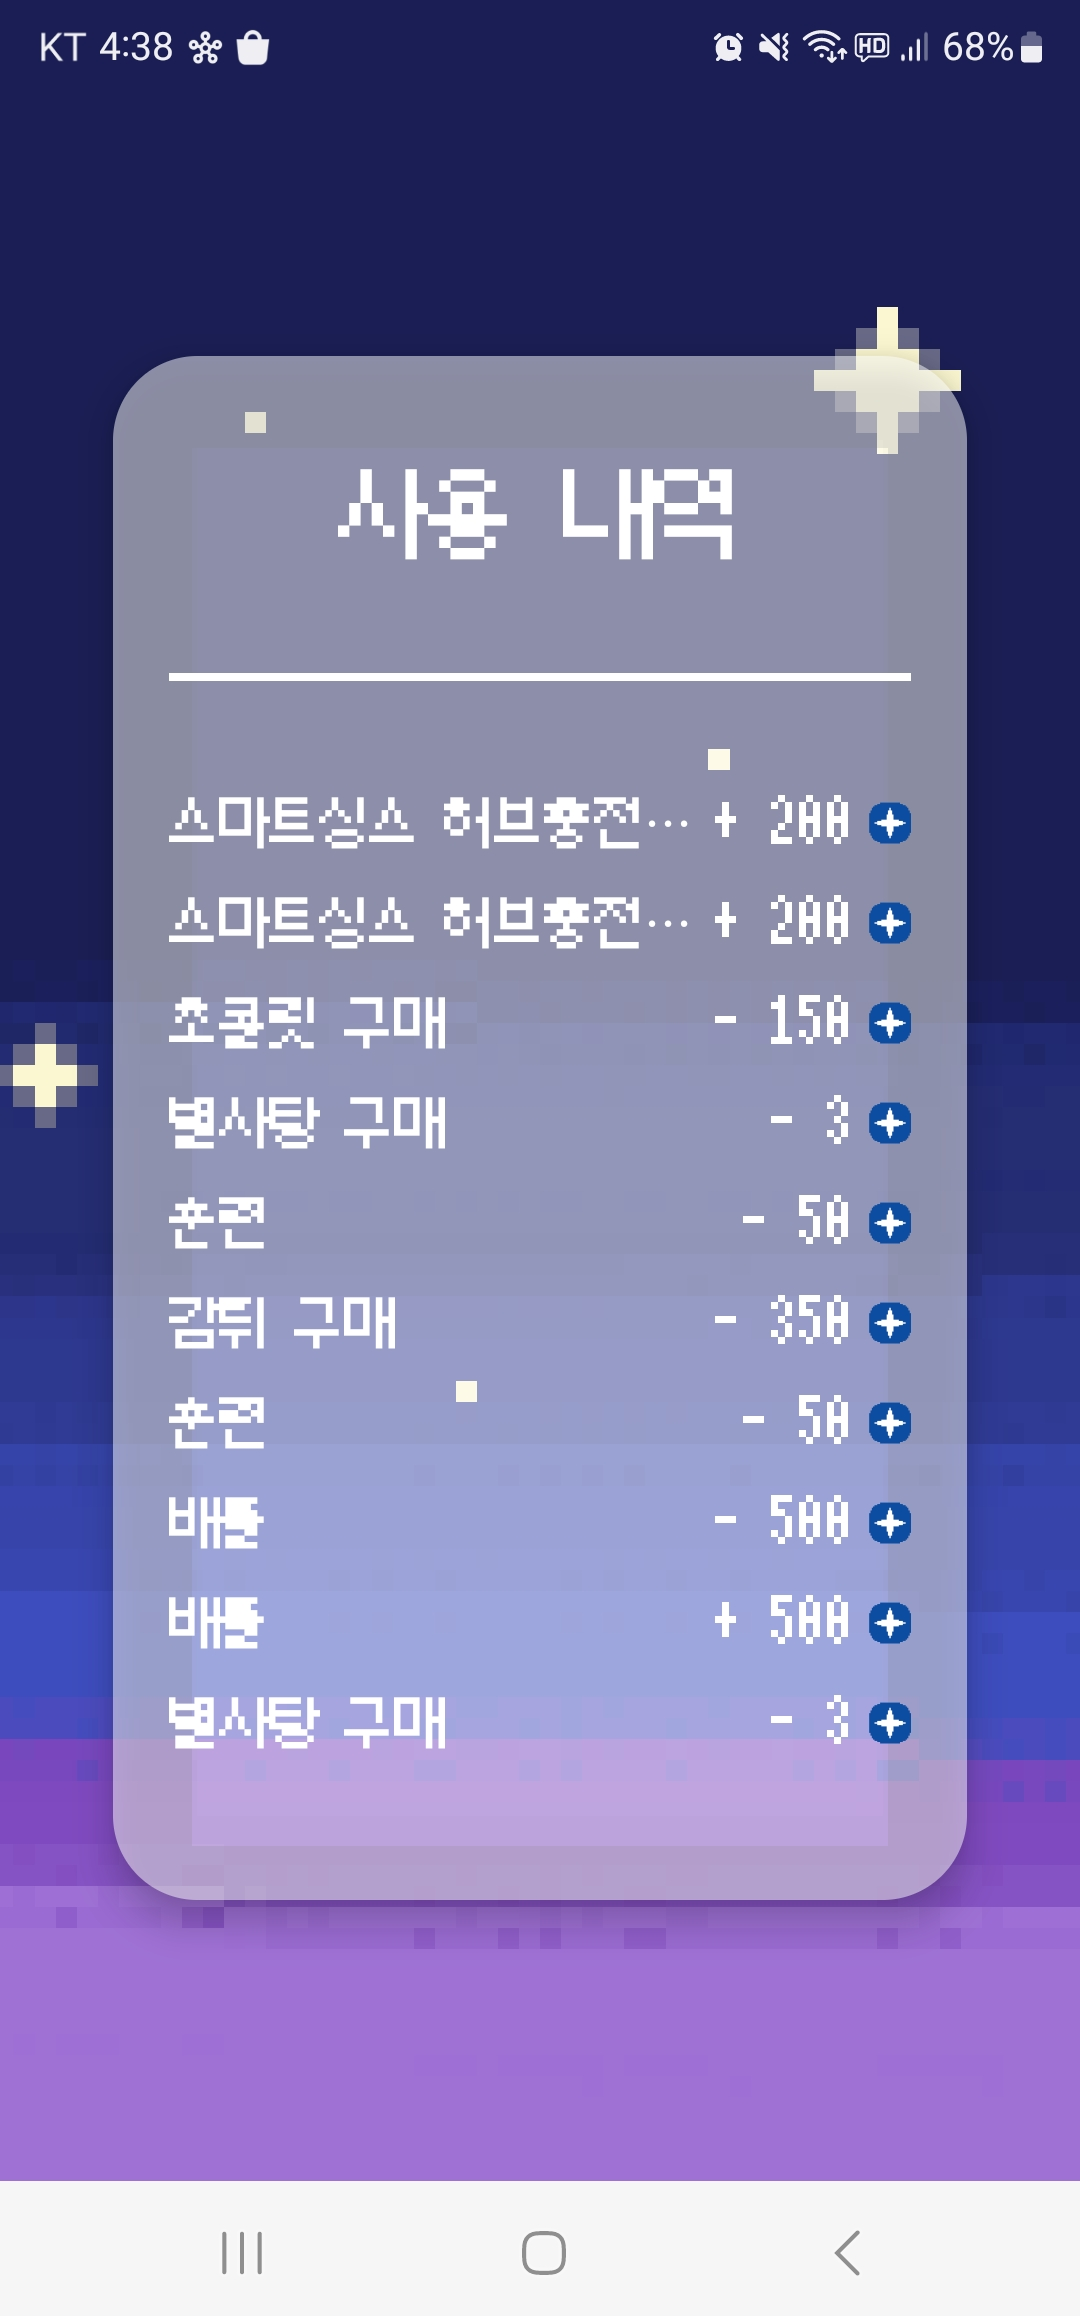 KT 4:38 HD 68%
사용 내역
스마트싱스 허브충전… + 200
스마트싱스 허브충전… + 200
초콜릿 구매 - 150
별사탕 구매 - 3
훈련 - 50
감튀 구매 - 350
훈련 - 50
배틀 - 500
배틀 + 500
별사탕 구매 - 3